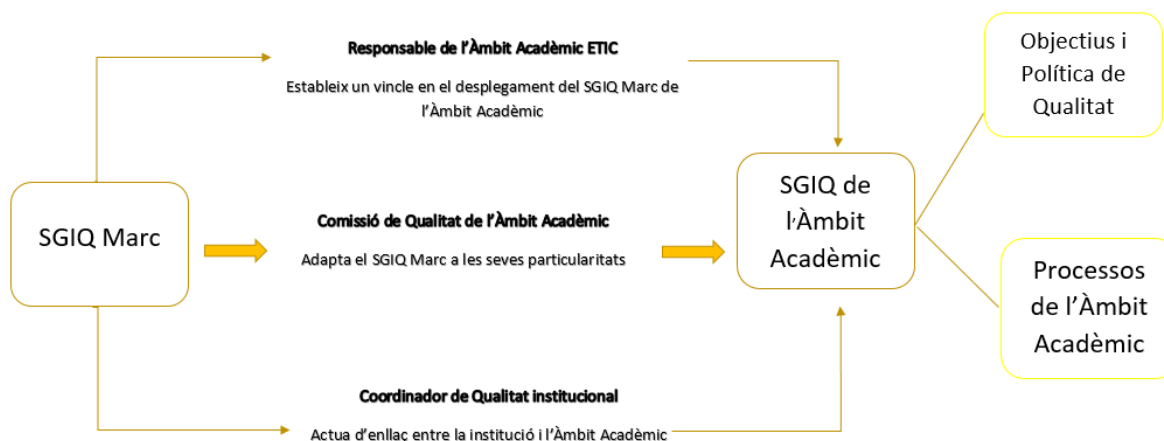 SGIQ Marc
Responsable de l'Àmbit Acadèmic ETIC
Estableix un vincle en el desplegament del SGIQ Marc de
l'Àmbit Acadèmic
Comissió de Qualitat de l'Àmbit Acadèmic
Adapta el SGIQ Marc a les seves particularitats
Coordinador de Qualitat institucional
Actua d'enllaç entre la institució i l'Àmbit Acadèmic
SGIQ de
l'Àmbit
Acadèmic
Objectius i
Política de
Qualitat
Processos
de l'Àmbit
Acadèmic